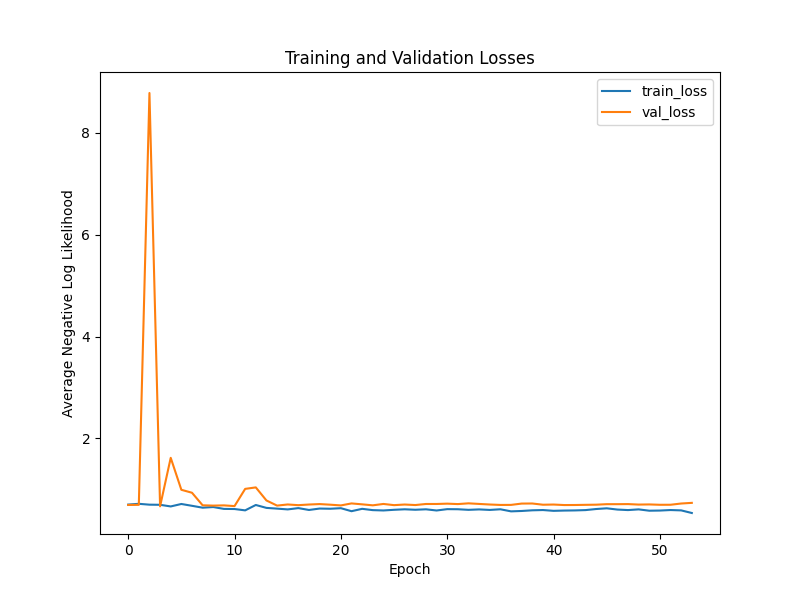 Training and Validation Losses
train_loss
val_loss
8
6
4
2
Average Negative Log Likelihood
0
10
20
30
40
50
Epoch